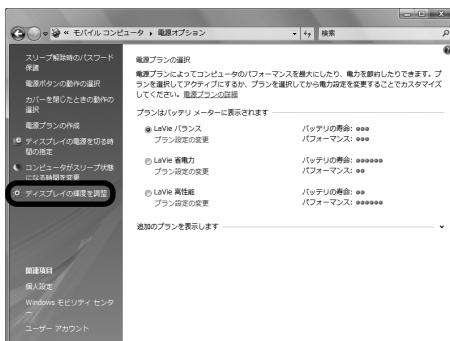 « モバイル コンピュータ ▸ 電源オプション
検索
スリープ解除時のパスワード
保護
電源ボタンの動作の選択
カバーを閉じたときの動作の
選択
電源プランの作成
ディスプレイの電源を切る時
間の指定
コンピュータがスリープ状態
になる時間を変更
ディスプレイの輝度を調整
関連項目
個人設定
Windows モビリティ センタ
ー
ユーザー アカウント
電源プランの選択
電源プランによってコンピュータのパフォーマンスを最大にしたり、電力を節約したりできます。プ
ランを選択してアクティブにするか、プランを選択してから電力設定を変更することでカスタマイズ
してください。電源プランの詳細
プランはバッテリ メーターに表示されます
LaVie バランス バッテリの寿命:
プラン設定の変更 パフォーマンス:
LaVie 省電力 バッテリの寿命:
プラン設定の変更 パフォーマンス:
LaVie 高性能 バッテリの寿命:
プラン設定の変更 パフォーマンス:
追加のプランを表示します